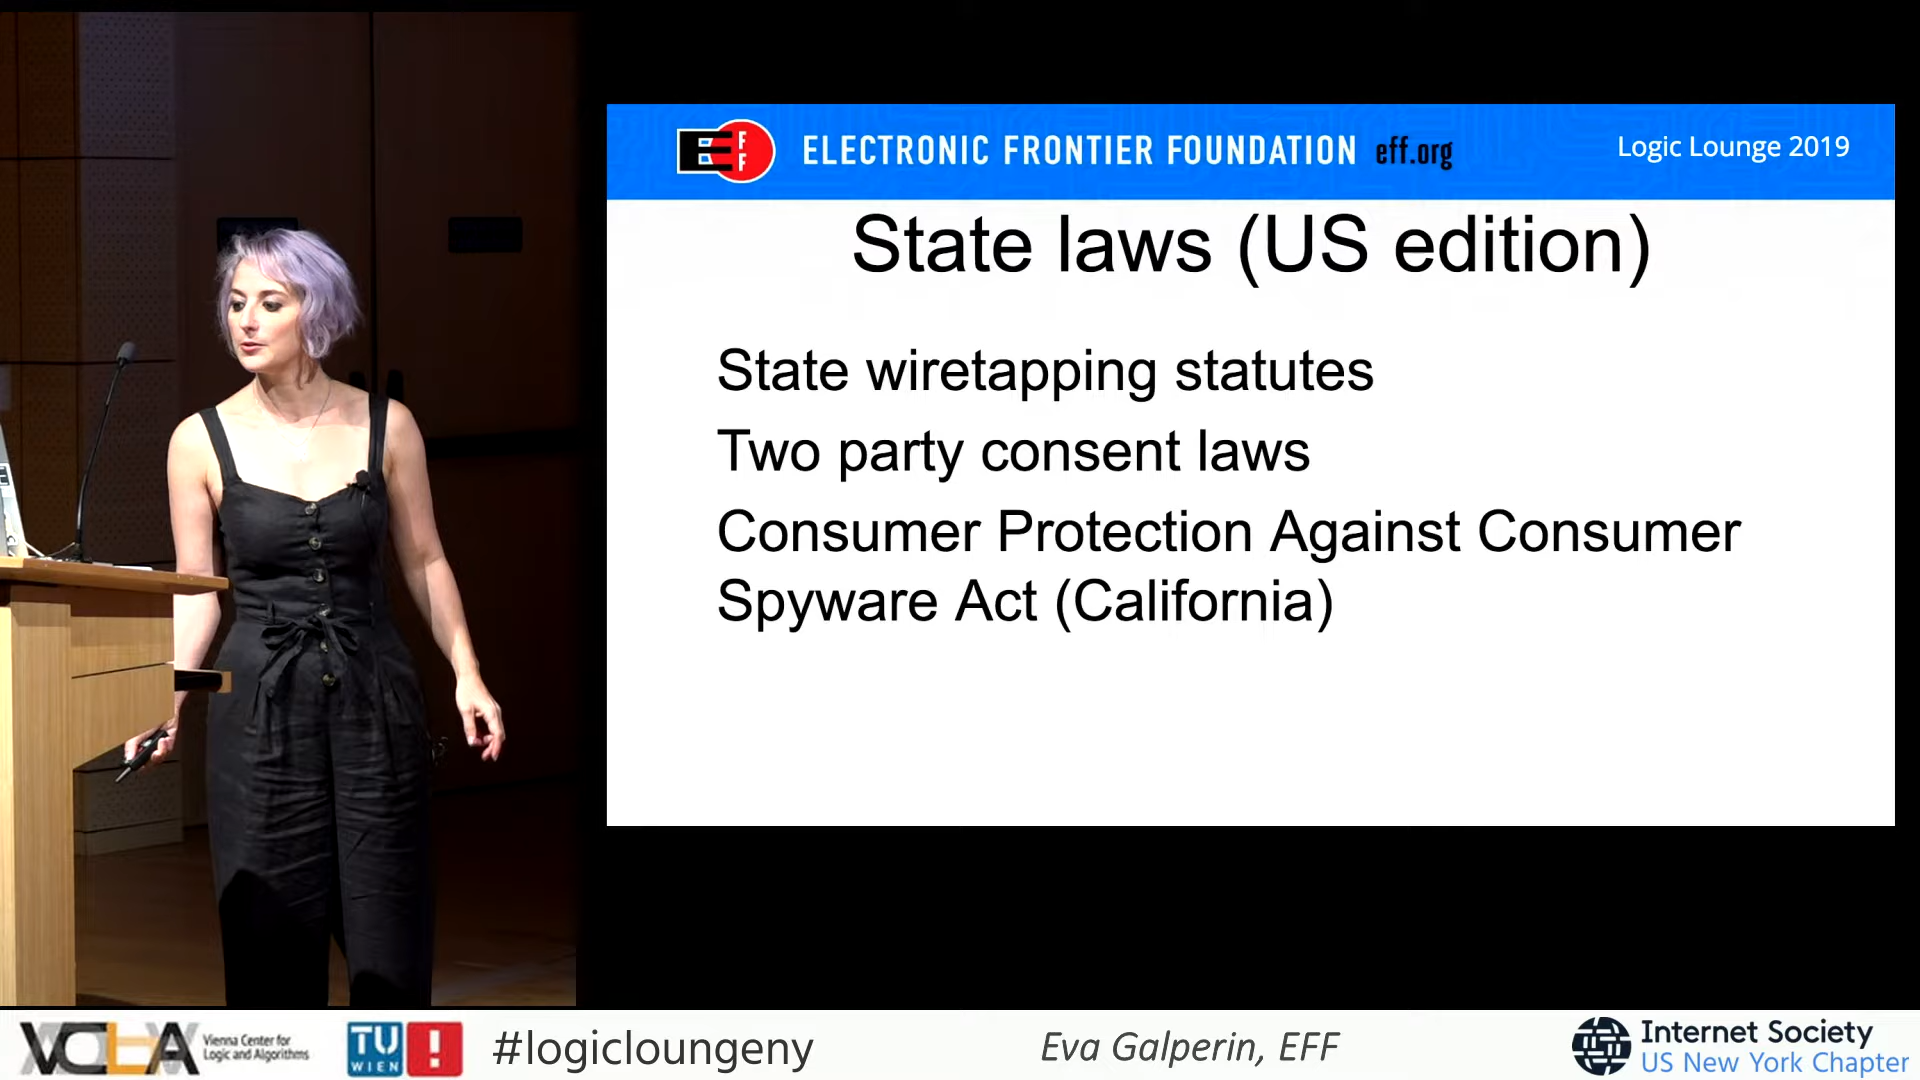 EFF
ELECTRONIC FRONTIER FOUNDATION eff.org
Logic Lounge 2019
State laws (US edition)
State wiretapping statutes
Two party consent laws
Consumer Protection Against Consumer
Spyware Act (California)
VCLA
Vienna Center for
Logic and Algorithms
TU
WIEN
!
#logicloungeny
Eva Galperin, EFF
Internet Society
US New York Chapter